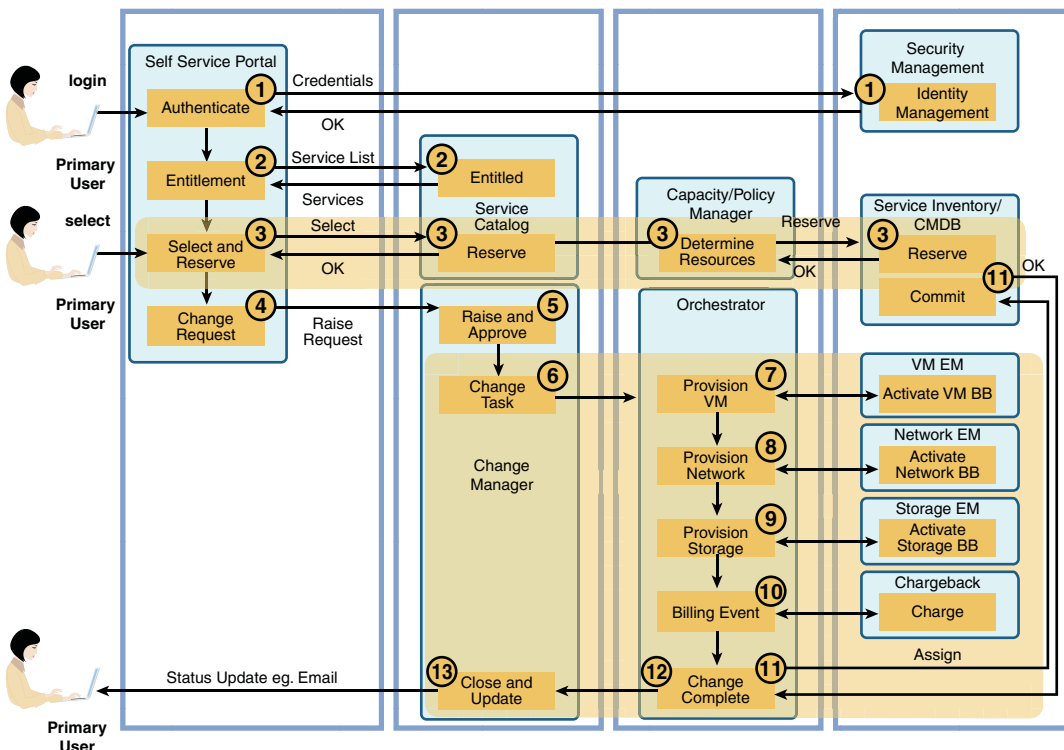 Self Service Portal
Security
Management
login
Credentials
1
1
Authenticate
Identity
Management
OK
Primary
User
2
Service List
2
Entitlement
Entitled
Services
select
Service
Catalog
Capacity/Policy
Manager
Service Inventory/
CMDB
3
Select
3
3
Reserve
3
Select and
Reserve
Reserve
Determine
Resources
Reserve
OK
OK
OK
11
Primary
User
4
Change
Request
Raise
Request
5
Raise and
Approve
Orchestrator
Commit
6
Change
Task
7
Provision
VM
VM EM
Activate VM BB
Change
Manager
8
Provision
Network
Network EM
Activate
Network BB
9
Provision
Storage
Storage EM
Activate
Storage BB
10
Billing Event
Chargeback
Charge
Assign
Status Update eg. Email
13
Close and
Update
12
11
Change
Complete
Primary
User